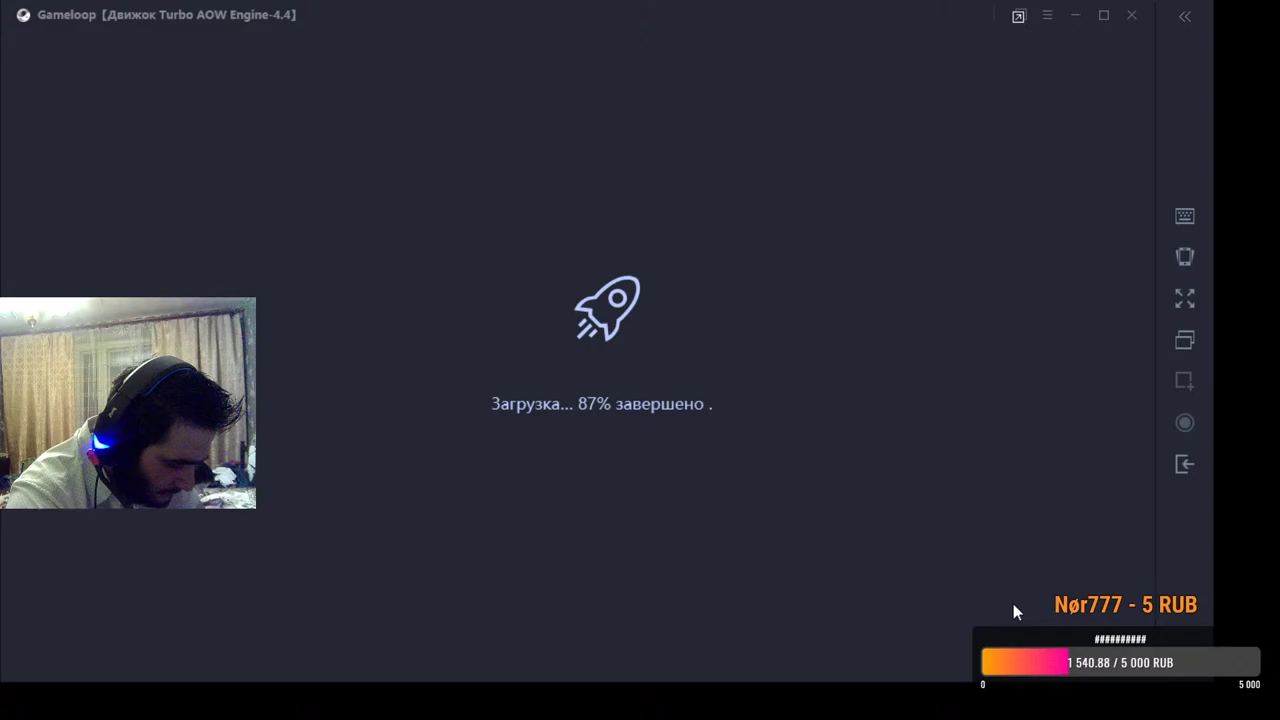 Gameloop【Движок Turbo AOW Engine-4.4】
Загрузка... 87% завершено .
Nør777 - 5 RUB
##########
1 540.88 / 5 000 RUB
0
5 000